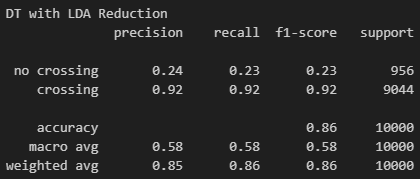 DT with LDA Reduction
precision recall f1-score support
no crossing 0.24 0.23 0.23 956
crossing 0.92 0.92 0.92 9044
accuracy 0.86 10000
macro avg 0.58 0.58 0.58 10000
weighted avg 0.85 0.86 0.86 10000